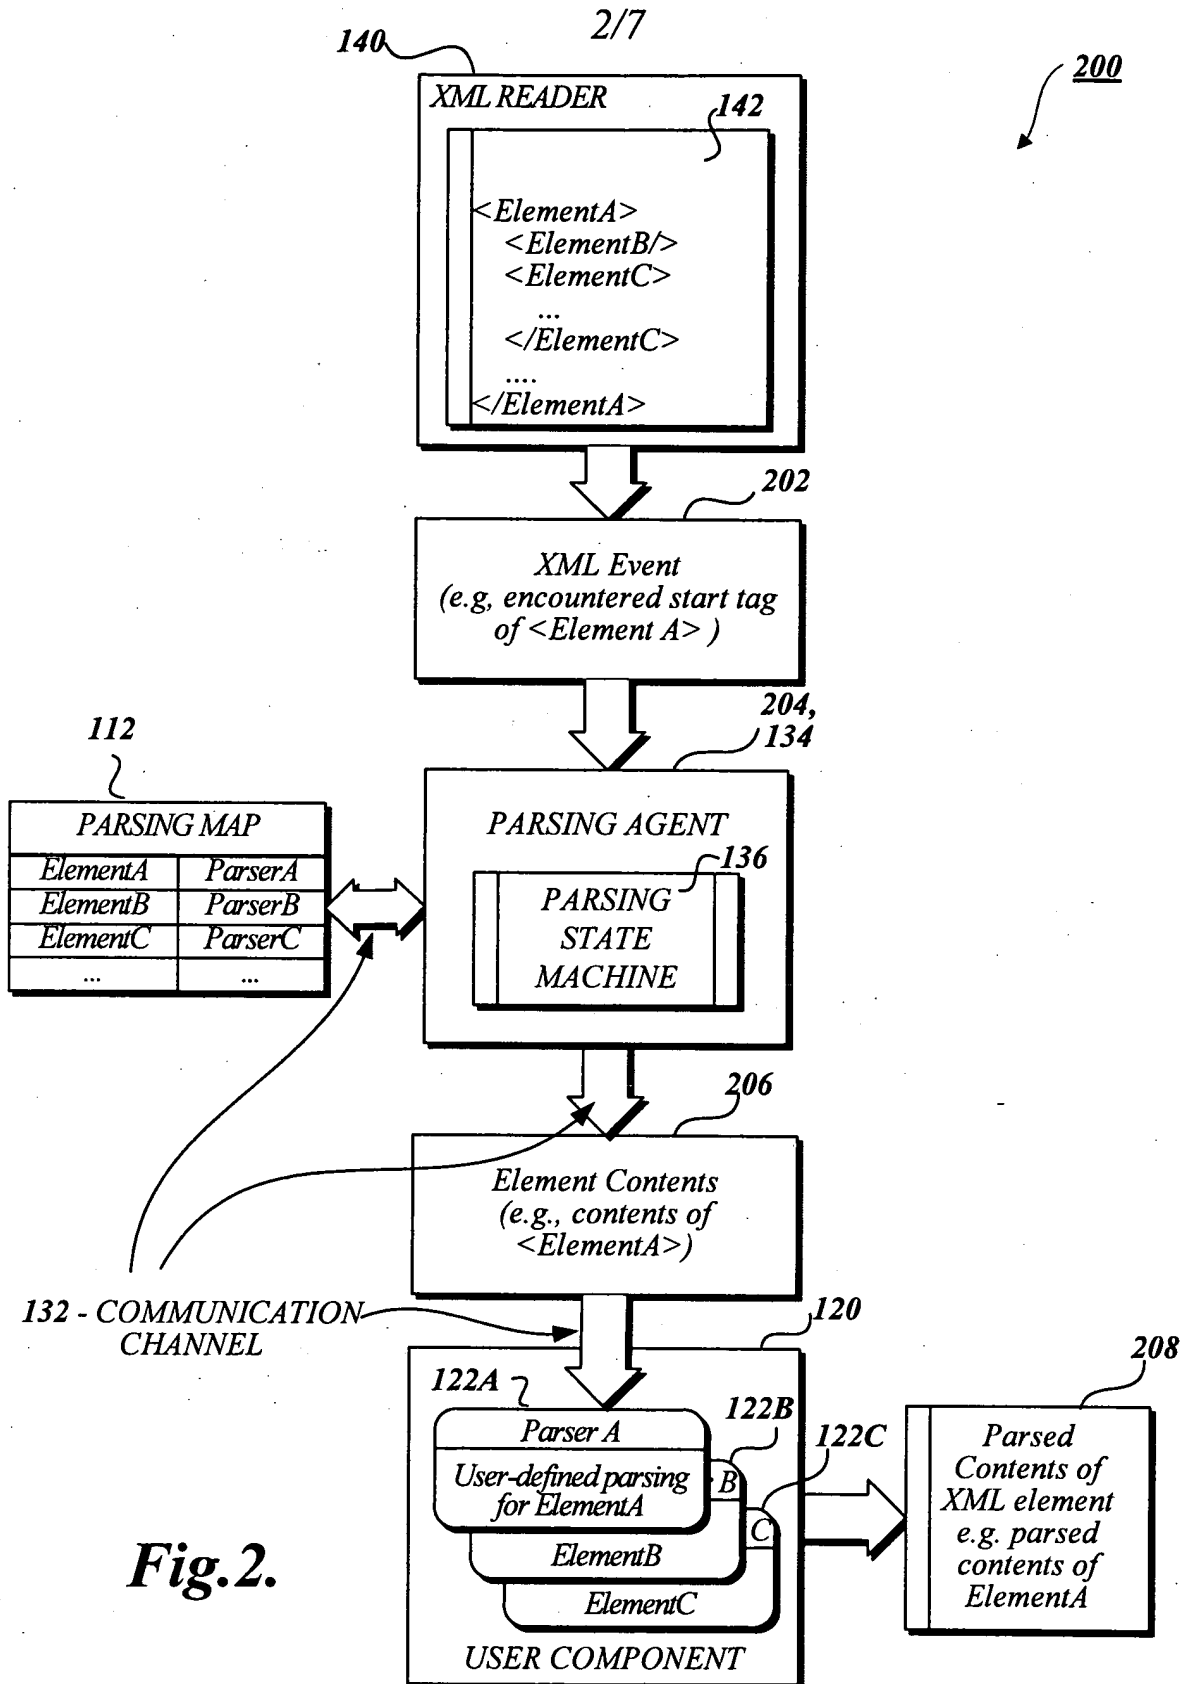 2/7
140
200
XML READER
142
<ElementA>
<ElementB/>
<ElementC>
...
</ElementC>
....
</ElementA>
202
XML Event
(e.g, encountered start tag
of <Element A> )
204,
134
112
PARSING MAP
ElementA ParserA
ElementB ParserB
ElementC ParserC
... ...
PARSING AGENT
136
PARSING
STATE
MACHINE
206
Element Contents
(e.g., contents of
<ElementA>)
132 - COMMUNICATION
CHANNEL
120
208
122A
122B
122C
Parser A
User-defined parsing
for ElementA
B
ElementB
C
ElementC
USER COMPONENT
Parsed
Contents of
XML element
e.g. parsed
contents of
ElementA
Fig.2.